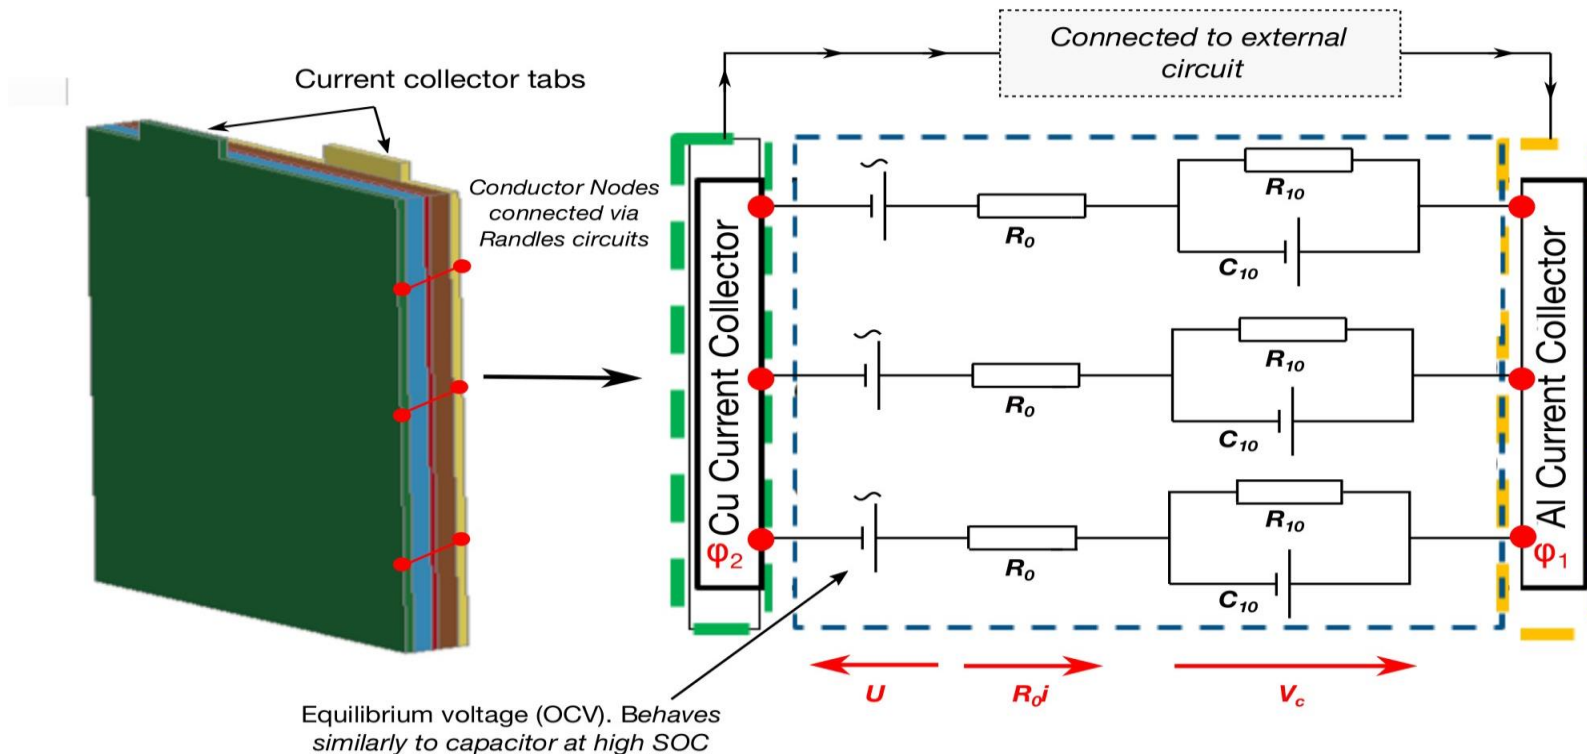 Connected to external
circuit
Current collector tabs
Conductor Nodes
connected via
Randles circuits
Cu Current Collector
φ₂
R₀
R₁₀
C₁₀
R₀
R₁₀
C₁₀
R₀
R₁₀
C₁₀
Al Current Collector
φ₁
U
R₀i
V_c
Equilibrium voltage (OCV). Behaves
similarly to capacitor at high SOC